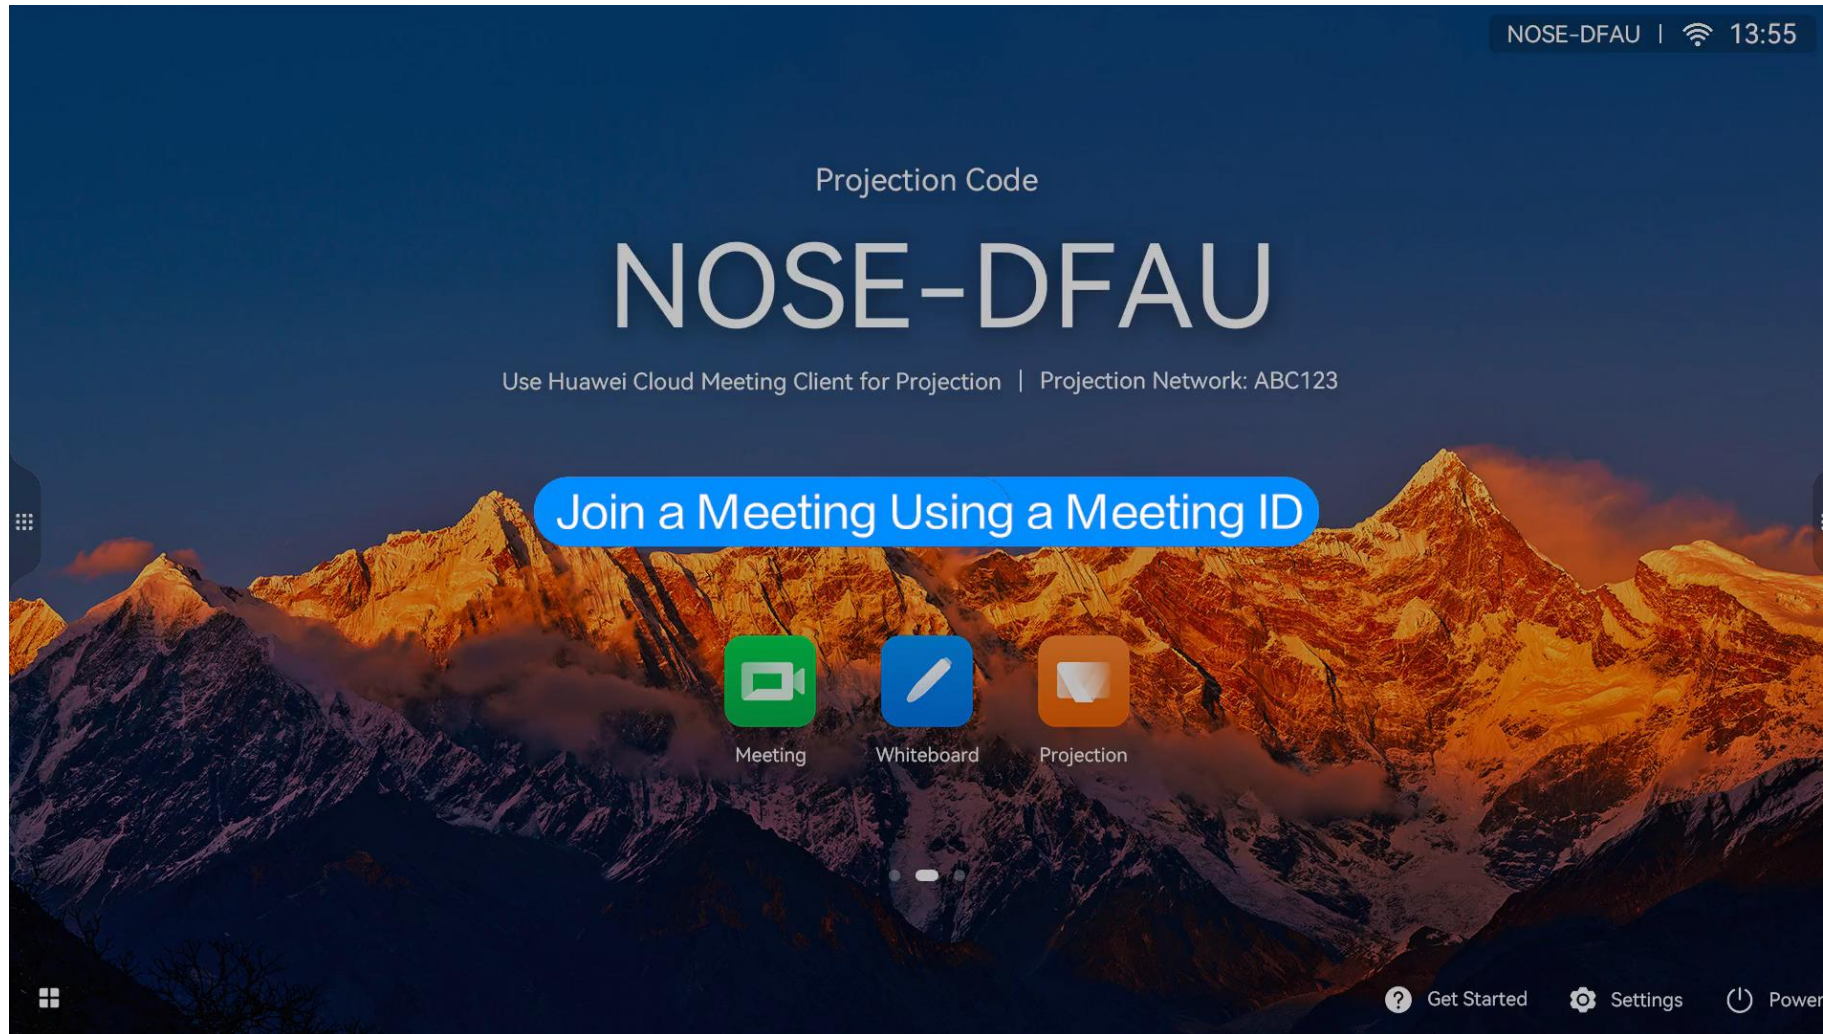 NOSE-DFAU | 13:55
Projection Code
NOSE-DFAU
Use Huawei Cloud Meeting Client for Projection | Projection Network: ABC123
Join a Meeting Using a Meeting ID
Meeting Whiteboard Projection
? Get Started Settings Power